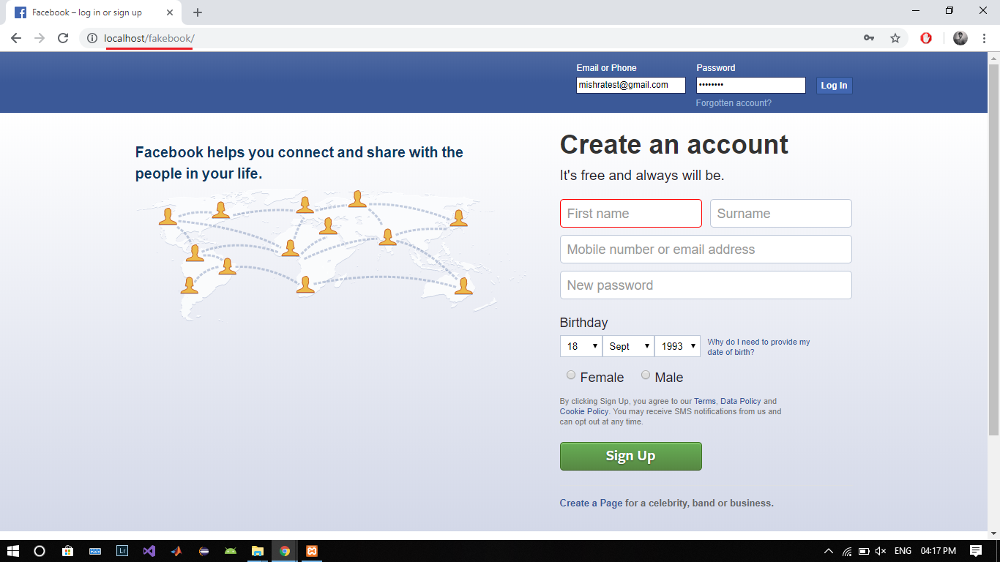 Facebook – log in or sign up
localhost/fakebook/
Email or Phone
Password
mishratest@gmail.com
••••••••
Log In
Forgotten account?
Facebook helps you connect and share with the
people in your life.
Create an account
It's free and always will be.
First name
Surname
Mobile number or email address
New password
Birthday
18
Sept
1993
Why do I need to provide my
date of birth?
Female
Male
By clicking Sign Up, you agree to our Terms, Data Policy and
Cookie Policy. You may receive SMS notifications from us and
can opt out at any time.
Sign Up
Create a Page for a celebrity, band or business.
Lr
ENG
04:17 PM